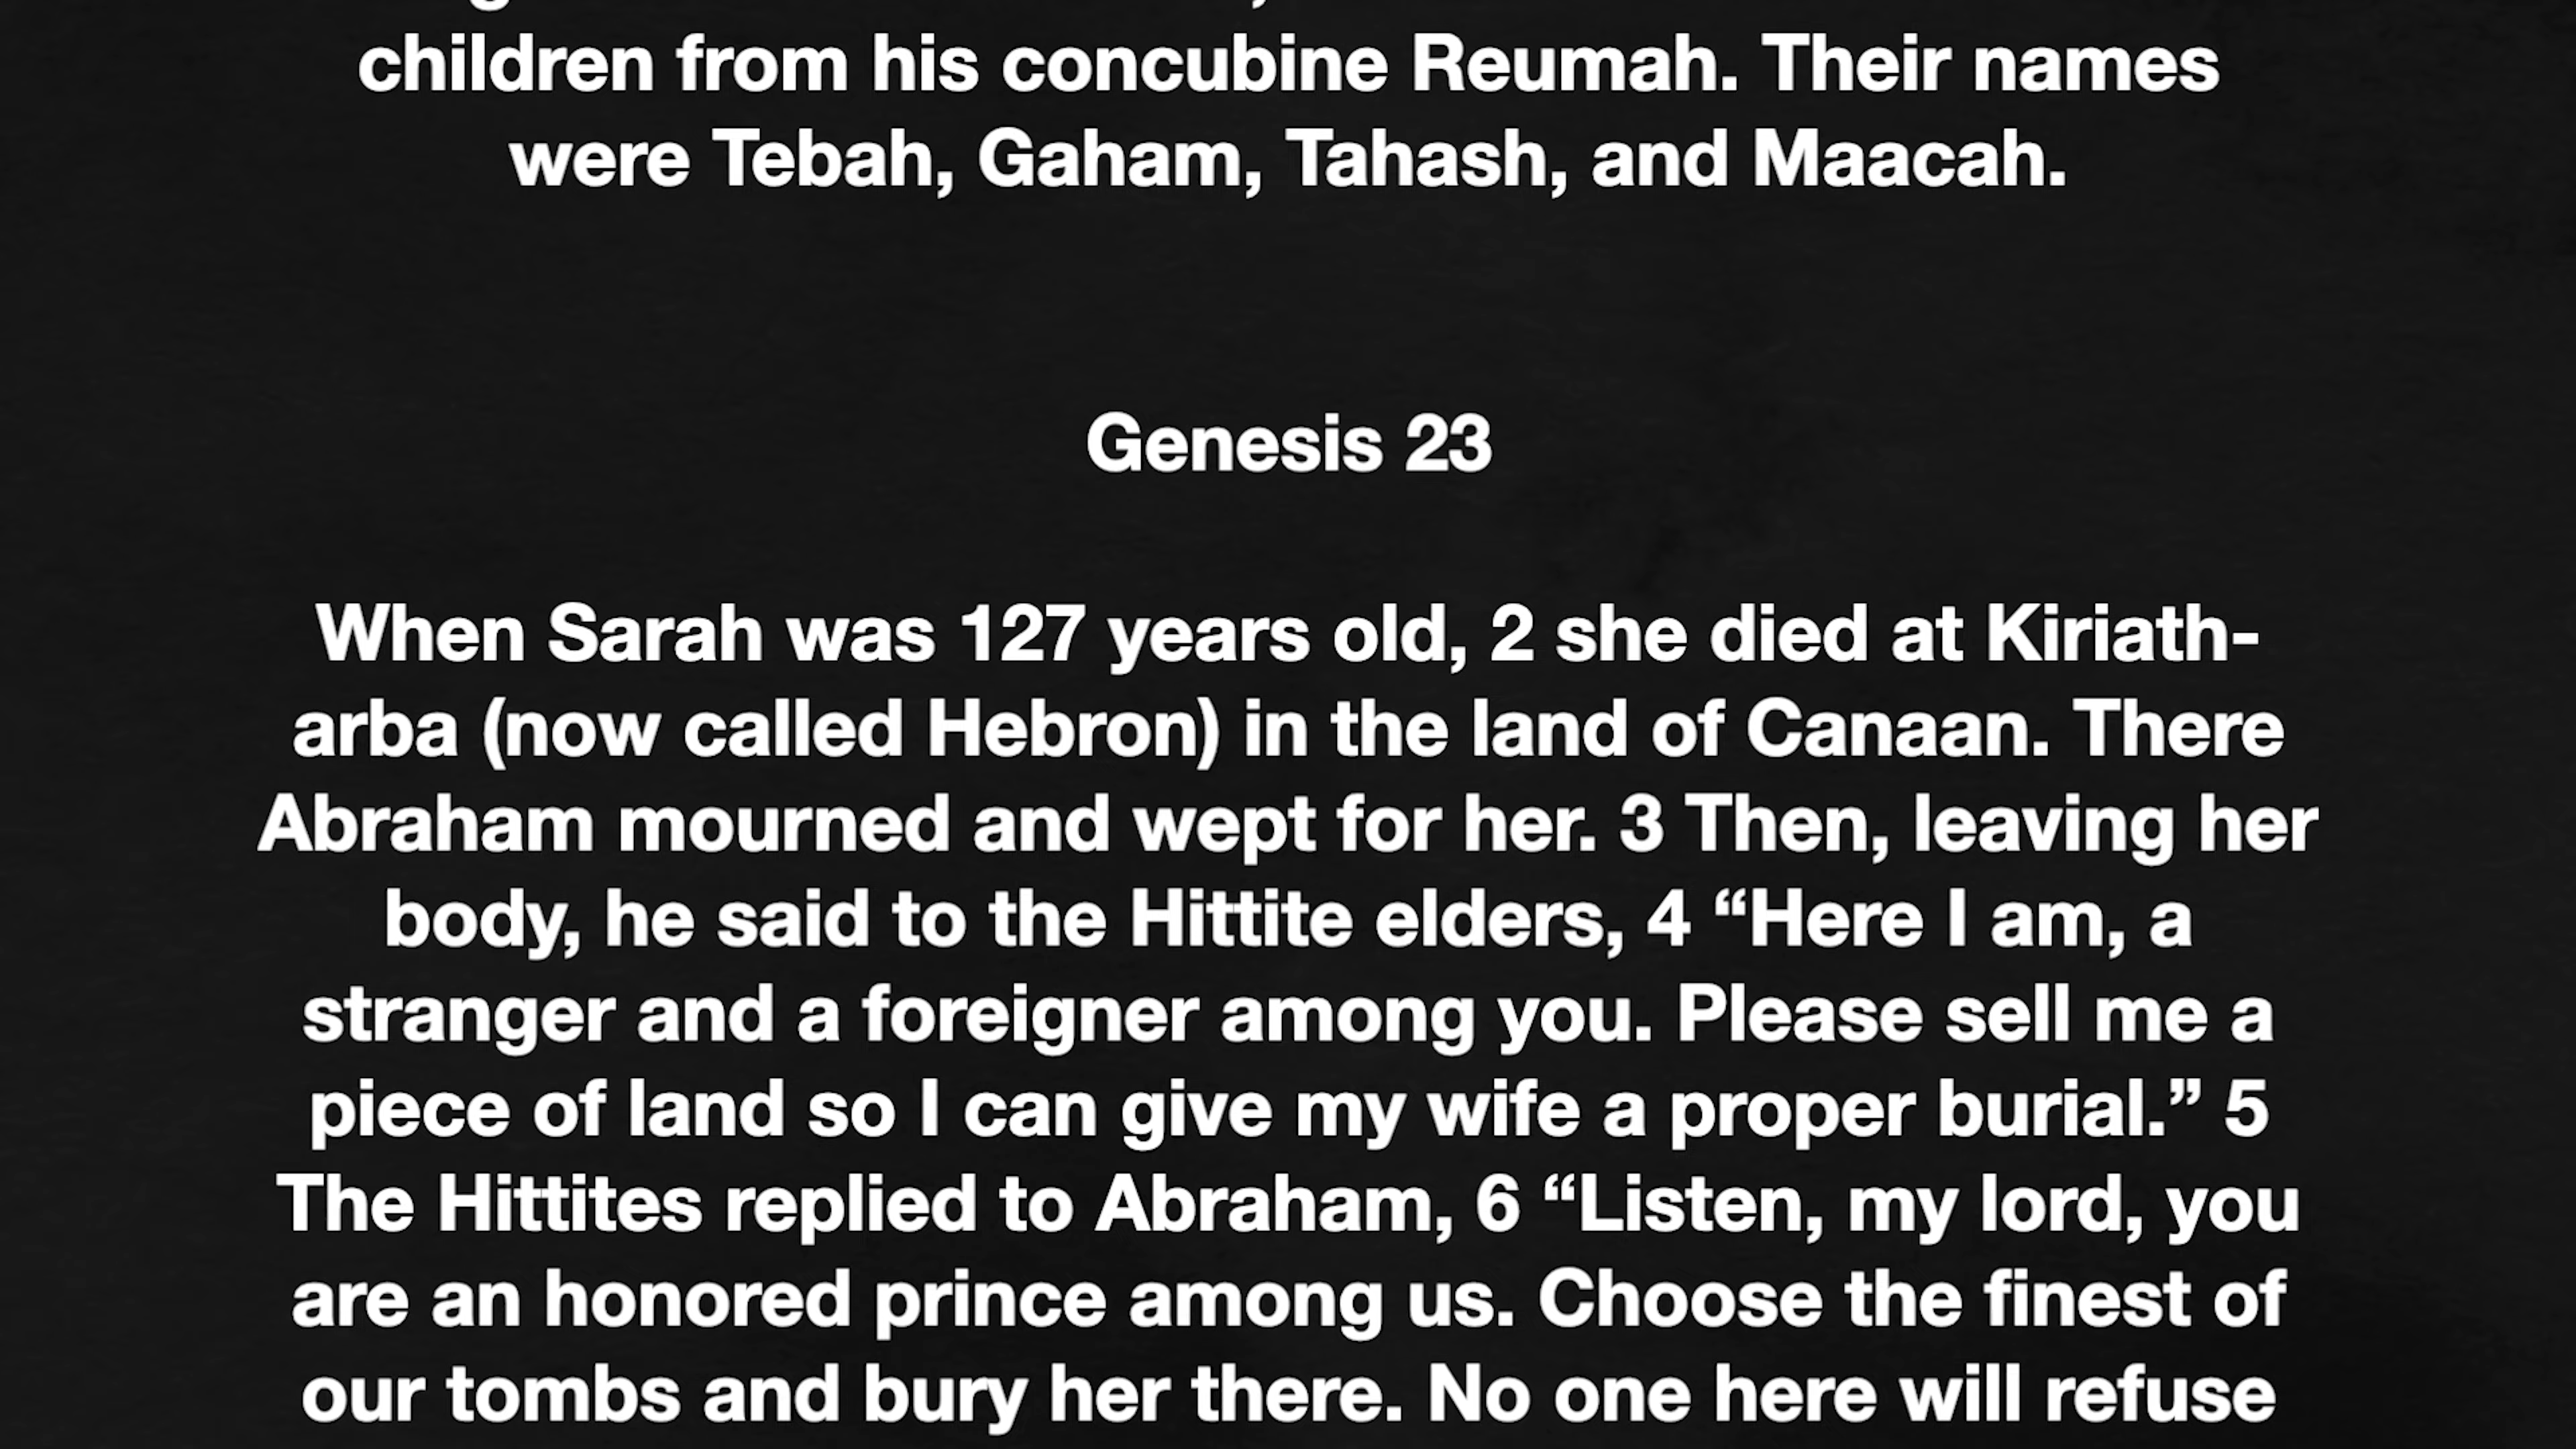 children from his concubine Reumah. Their names
were Tebah, Gaham, Tahash, and Maacah.
Genesis 23
When Sarah was 127 years old, 2 she died at Kiriath-
arba (now called Hebron) in the land of Canaan. There
Abraham mourned and wept for her. 3 Then, leaving her
body, he said to the Hittite elders, 4 “Here I am, a
stranger and a foreigner among you. Please sell me a
piece of land so I can give my wife a proper burial.” 5
The Hittites replied to Abraham, 6 “Listen, my lord, you
are an honored prince among us. Choose the finest of
our tombs and bury her there. No one here will refuse